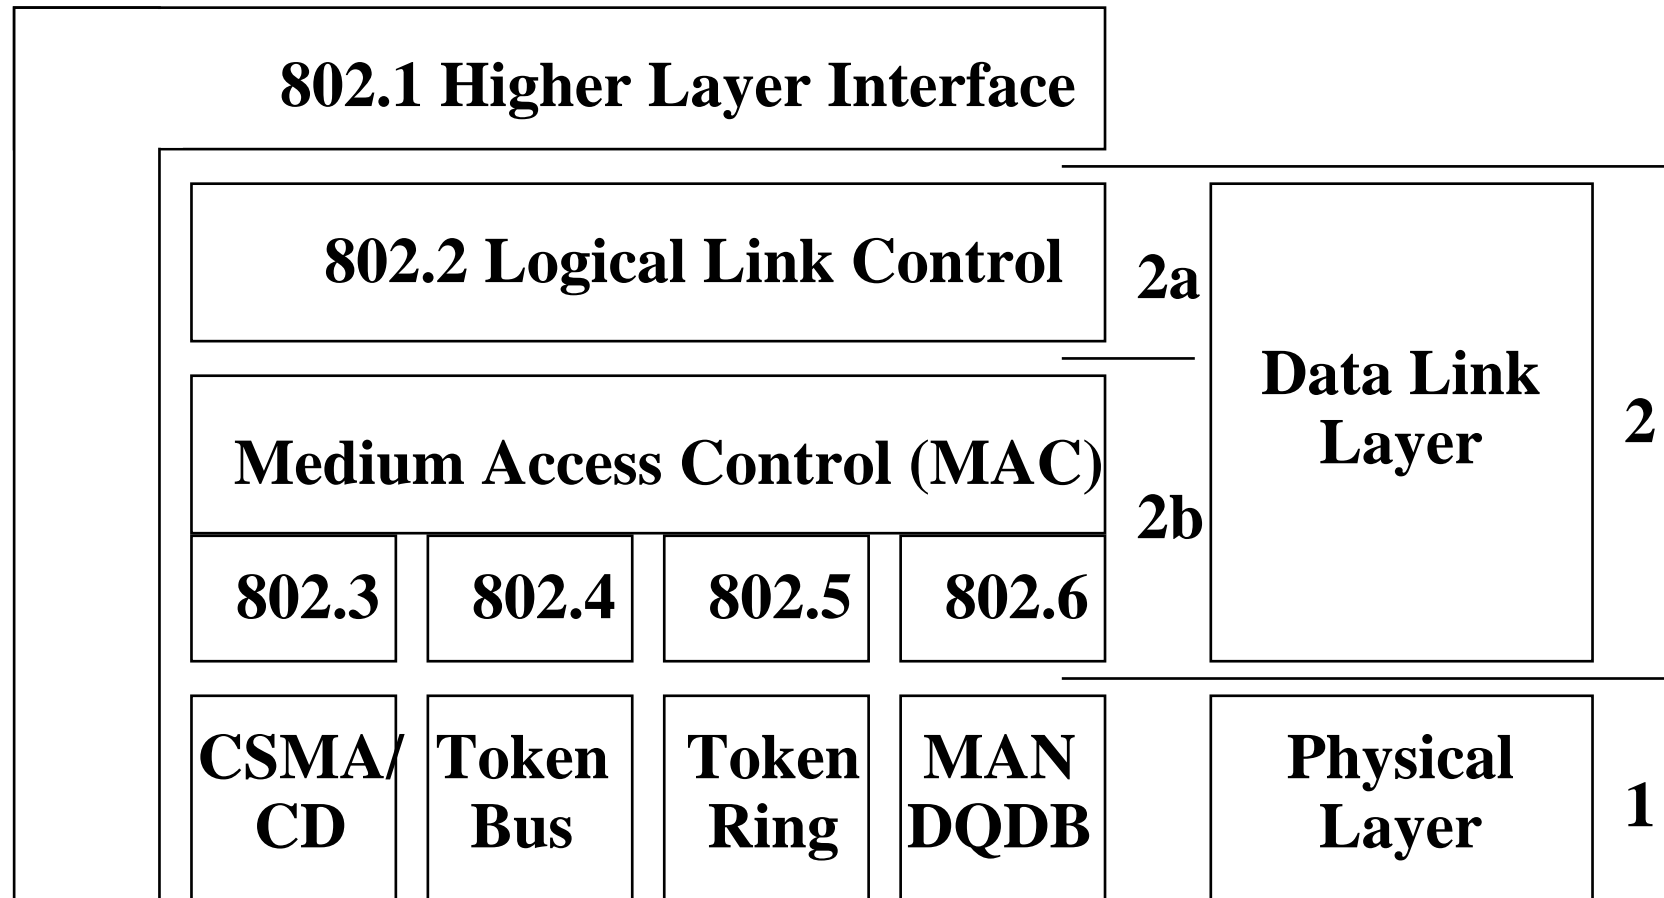 802.1 Higher Layer Interface
802.2 Logical Link Control
2a
Data Link
Layer
2
Medium Access Control (MAC)
2b
802.3
802.4
802.5
802.6
CSMA/
CD
Token
Bus
Token
Ring
MAN
DQDB
Physical
Layer
1